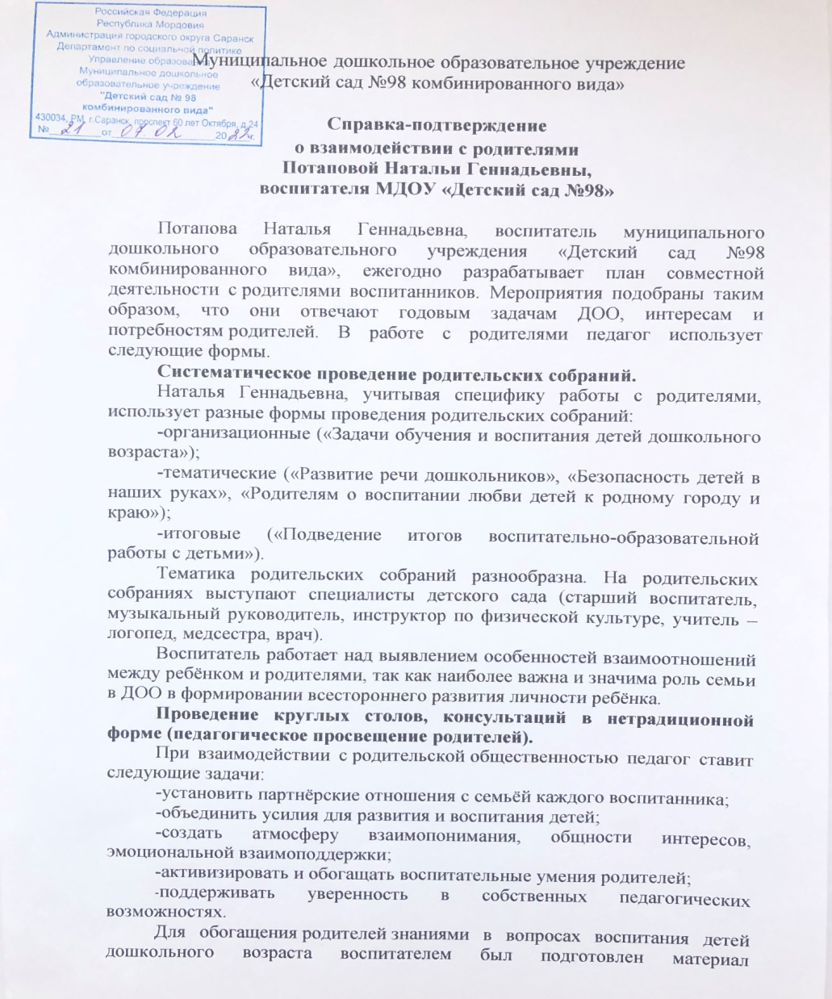 Российская Федерация
Республика Мордовия
Администрация городского округа Саранск
Департамент по социальной политике
Управление образования
Муниципальное дошкольное
образовательное учреждение
"Детский сад № 98
комбинированного вида"
430034, РМ, г.Саранск, проспект 60 лет Октября, д.24
№ 21 от 07.02 2022 г.
Муниципальное дошкольное образовательное учреждение
«Детский сад №98 комбинированного вида»
Справка-подтверждение
о взаимодействии с родителями
Потаповой Натальи Геннадьевны,
воспитателя МДОУ «Детский сад №98»
Потапова Наталья Геннадьевна, воспитатель муниципального
дошкольного образовательного учреждения «Детский сад №98
комбинированного вида», ежегодно разрабатывает план совместной
деятельности с родителями воспитанников. Мероприятия подобраны таким
образом, что они отвечают годовым задачам ДОО, интересам и
потребностям родителей. В работе с родителями педагог использует
следующие формы.
Систематическое проведение родительских собраний.
Наталья Геннадьевна, учитывая специфику работы с родителями,
использует разные формы проведения родительских собраний:
-организационные («Задачи обучения и воспитания детей дошкольного
возраста»);
-тематические («Развитие речи дошкольников», «Безопасность детей в
наших руках», «Родителям о воспитании любви детей к родному городу и
краю»);
-итоговые («Подведение итогов воспитательно-образовательной
работы с детьми»).
Тематика родительских собраний разнообразна. На родительских
собраниях выступают специалисты детского сада (старший воспитатель,
музыкальный руководитель, инструктор по физической культуре, учитель –
логопед, медсестра, врач).
Воспитатель работает над выявлением особенностей взаимоотношений
между ребёнком и родителями, так как наиболее важна и значима роль семьи
в ДОО в формировании всестороннего развития личности ребёнка.
Проведение круглых столов, консультаций в нетрадиционной
форме (педагогическое просвещение родителей).
При взаимодействии с родительской общественностью педагог ставит
следующие задачи:
-установить партнёрские отношения с семьёй каждого воспитанника;
-объединить усилия для развития и воспитания детей;
-создать атмосферу взаимопонимания, общности интересов,
эмоциональной взаимоподдержки;
-активизировать и обогащать воспитательные умения родителей;
-поддерживать уверенность в собственных педагогических
возможностях.
Для обогащения родителей знаниями в вопросах воспитания детей
дошкольного возраста воспитателем был подготовлен материал